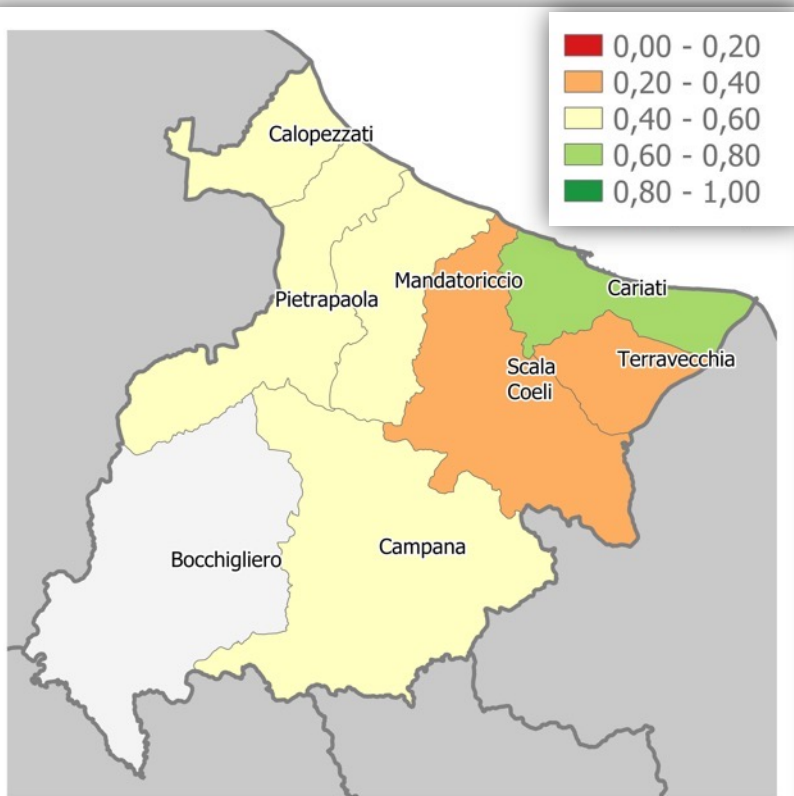 0,00 - 0,20
0,20 - 0,40
0,40 - 0,60
0,60 - 0,80
0,80 - 1,00
Calopezzati
Pietrapaola
Mandatoriccio
Cariati
Scala
Coeli
Terravecchia
Bocchigliero
Campana